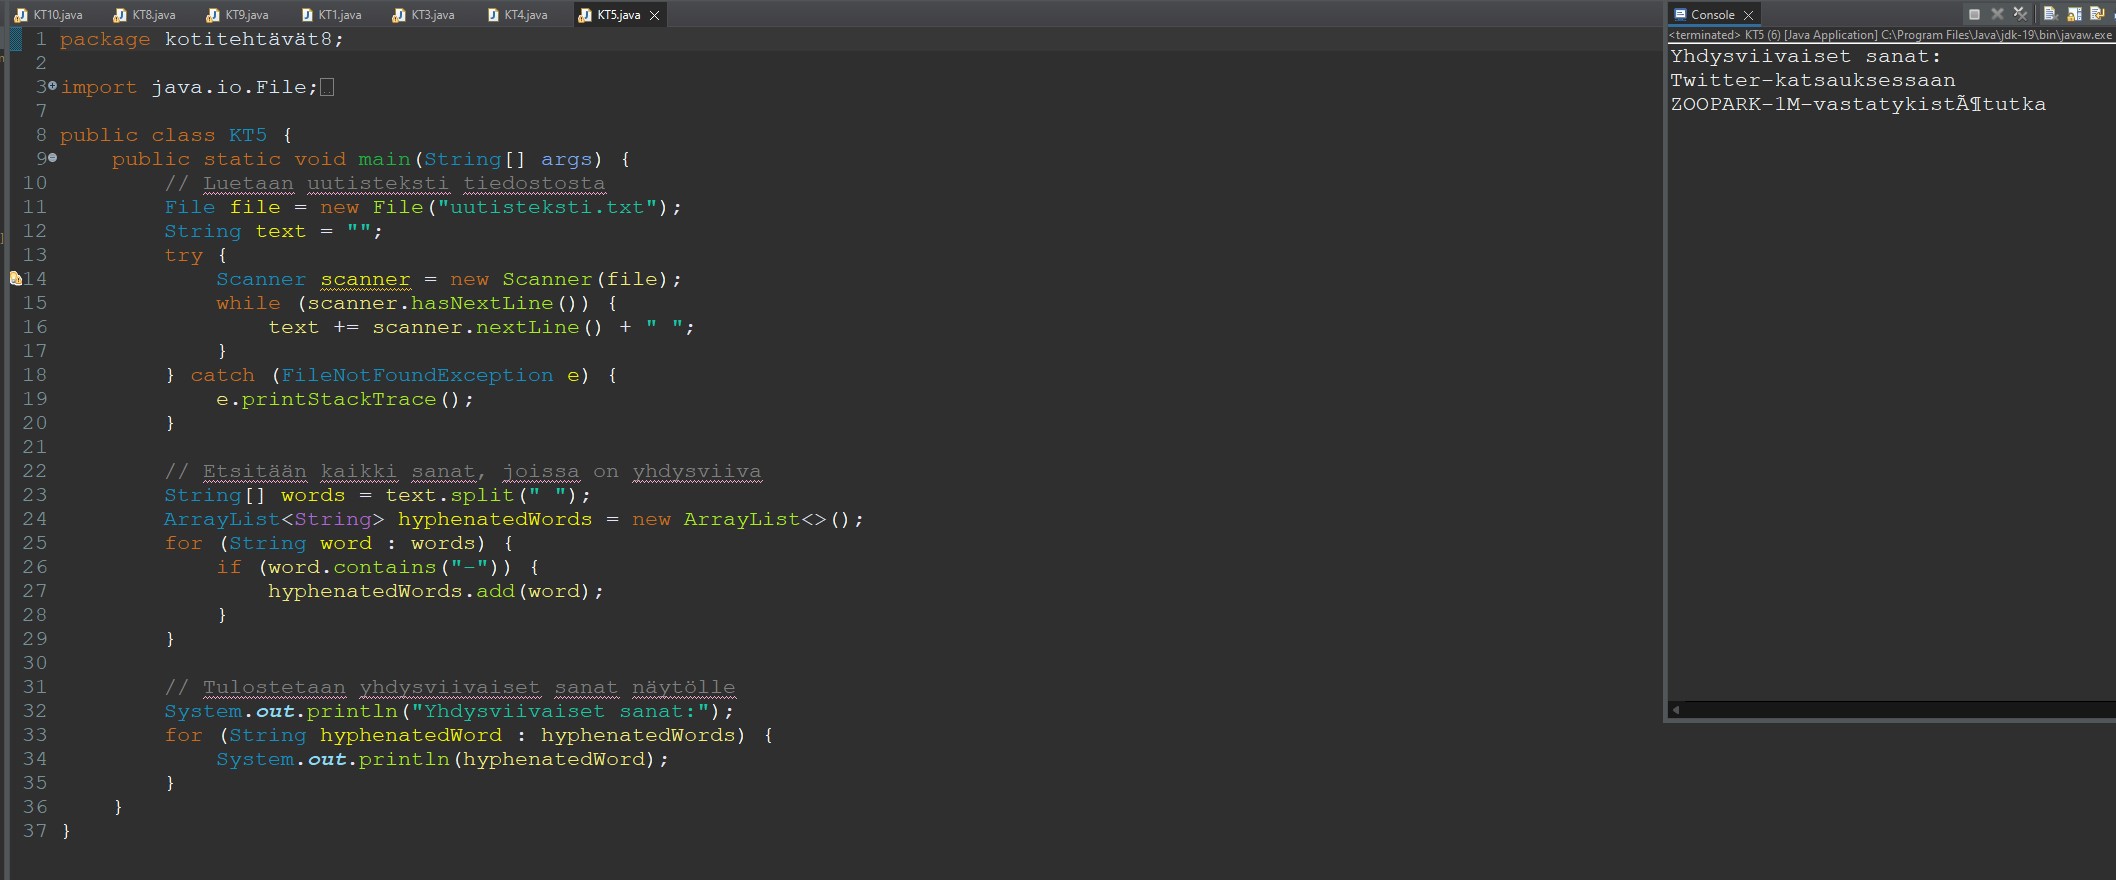 KT10.java KT8.java KT9.java KT1.java KT3.java KT4.java KT5.java
1 package kotitehtävät8;
2
3 import java.io.File;
7
8 public class KT5 {
9 public static void main(String[] args) {
10 // Luetaan uutisteksti tiedostosta
11 File file = new File("uutisteksti.txt");
12 String text = "";
13 try {
14 Scanner scanner = new Scanner(file);
15 while (scanner.hasNextLine()) {
16 text += scanner.nextLine() + " ";
17 }
18 } catch (FileNotFoundException e) {
19 e.printStackTrace();
20 }
21
22 // Etsitään kaikki sanat, joissa on yhdysviiva
23 String[] words = text.split(" ");
24 ArrayList<String> hyphenatedWords = new ArrayList<>();
25 for (String word : words) {
26 if (word.contains("-")) {
27 hyphenatedWords.add(word);
28 }
29 }
30
31 // Tulostetaan yhdysviivaiset sanat näytölle
32 System.out.println("Yhdysviivaiset sanat:");
33 for (String hyphenatedWord : hyphenatedWords) {
34 System.out.println(hyphenatedWord);
35 }
36 }
37 }
Console
<terminated> KT5 (6) [Java Application] C:\Program Files\Java\jdk-19\bin\javaw.exe
Yhdysviivaiset sanat:
Twitter-katsauksessaan
ZOOPARK-1M-vastatykistÃ¶tutka